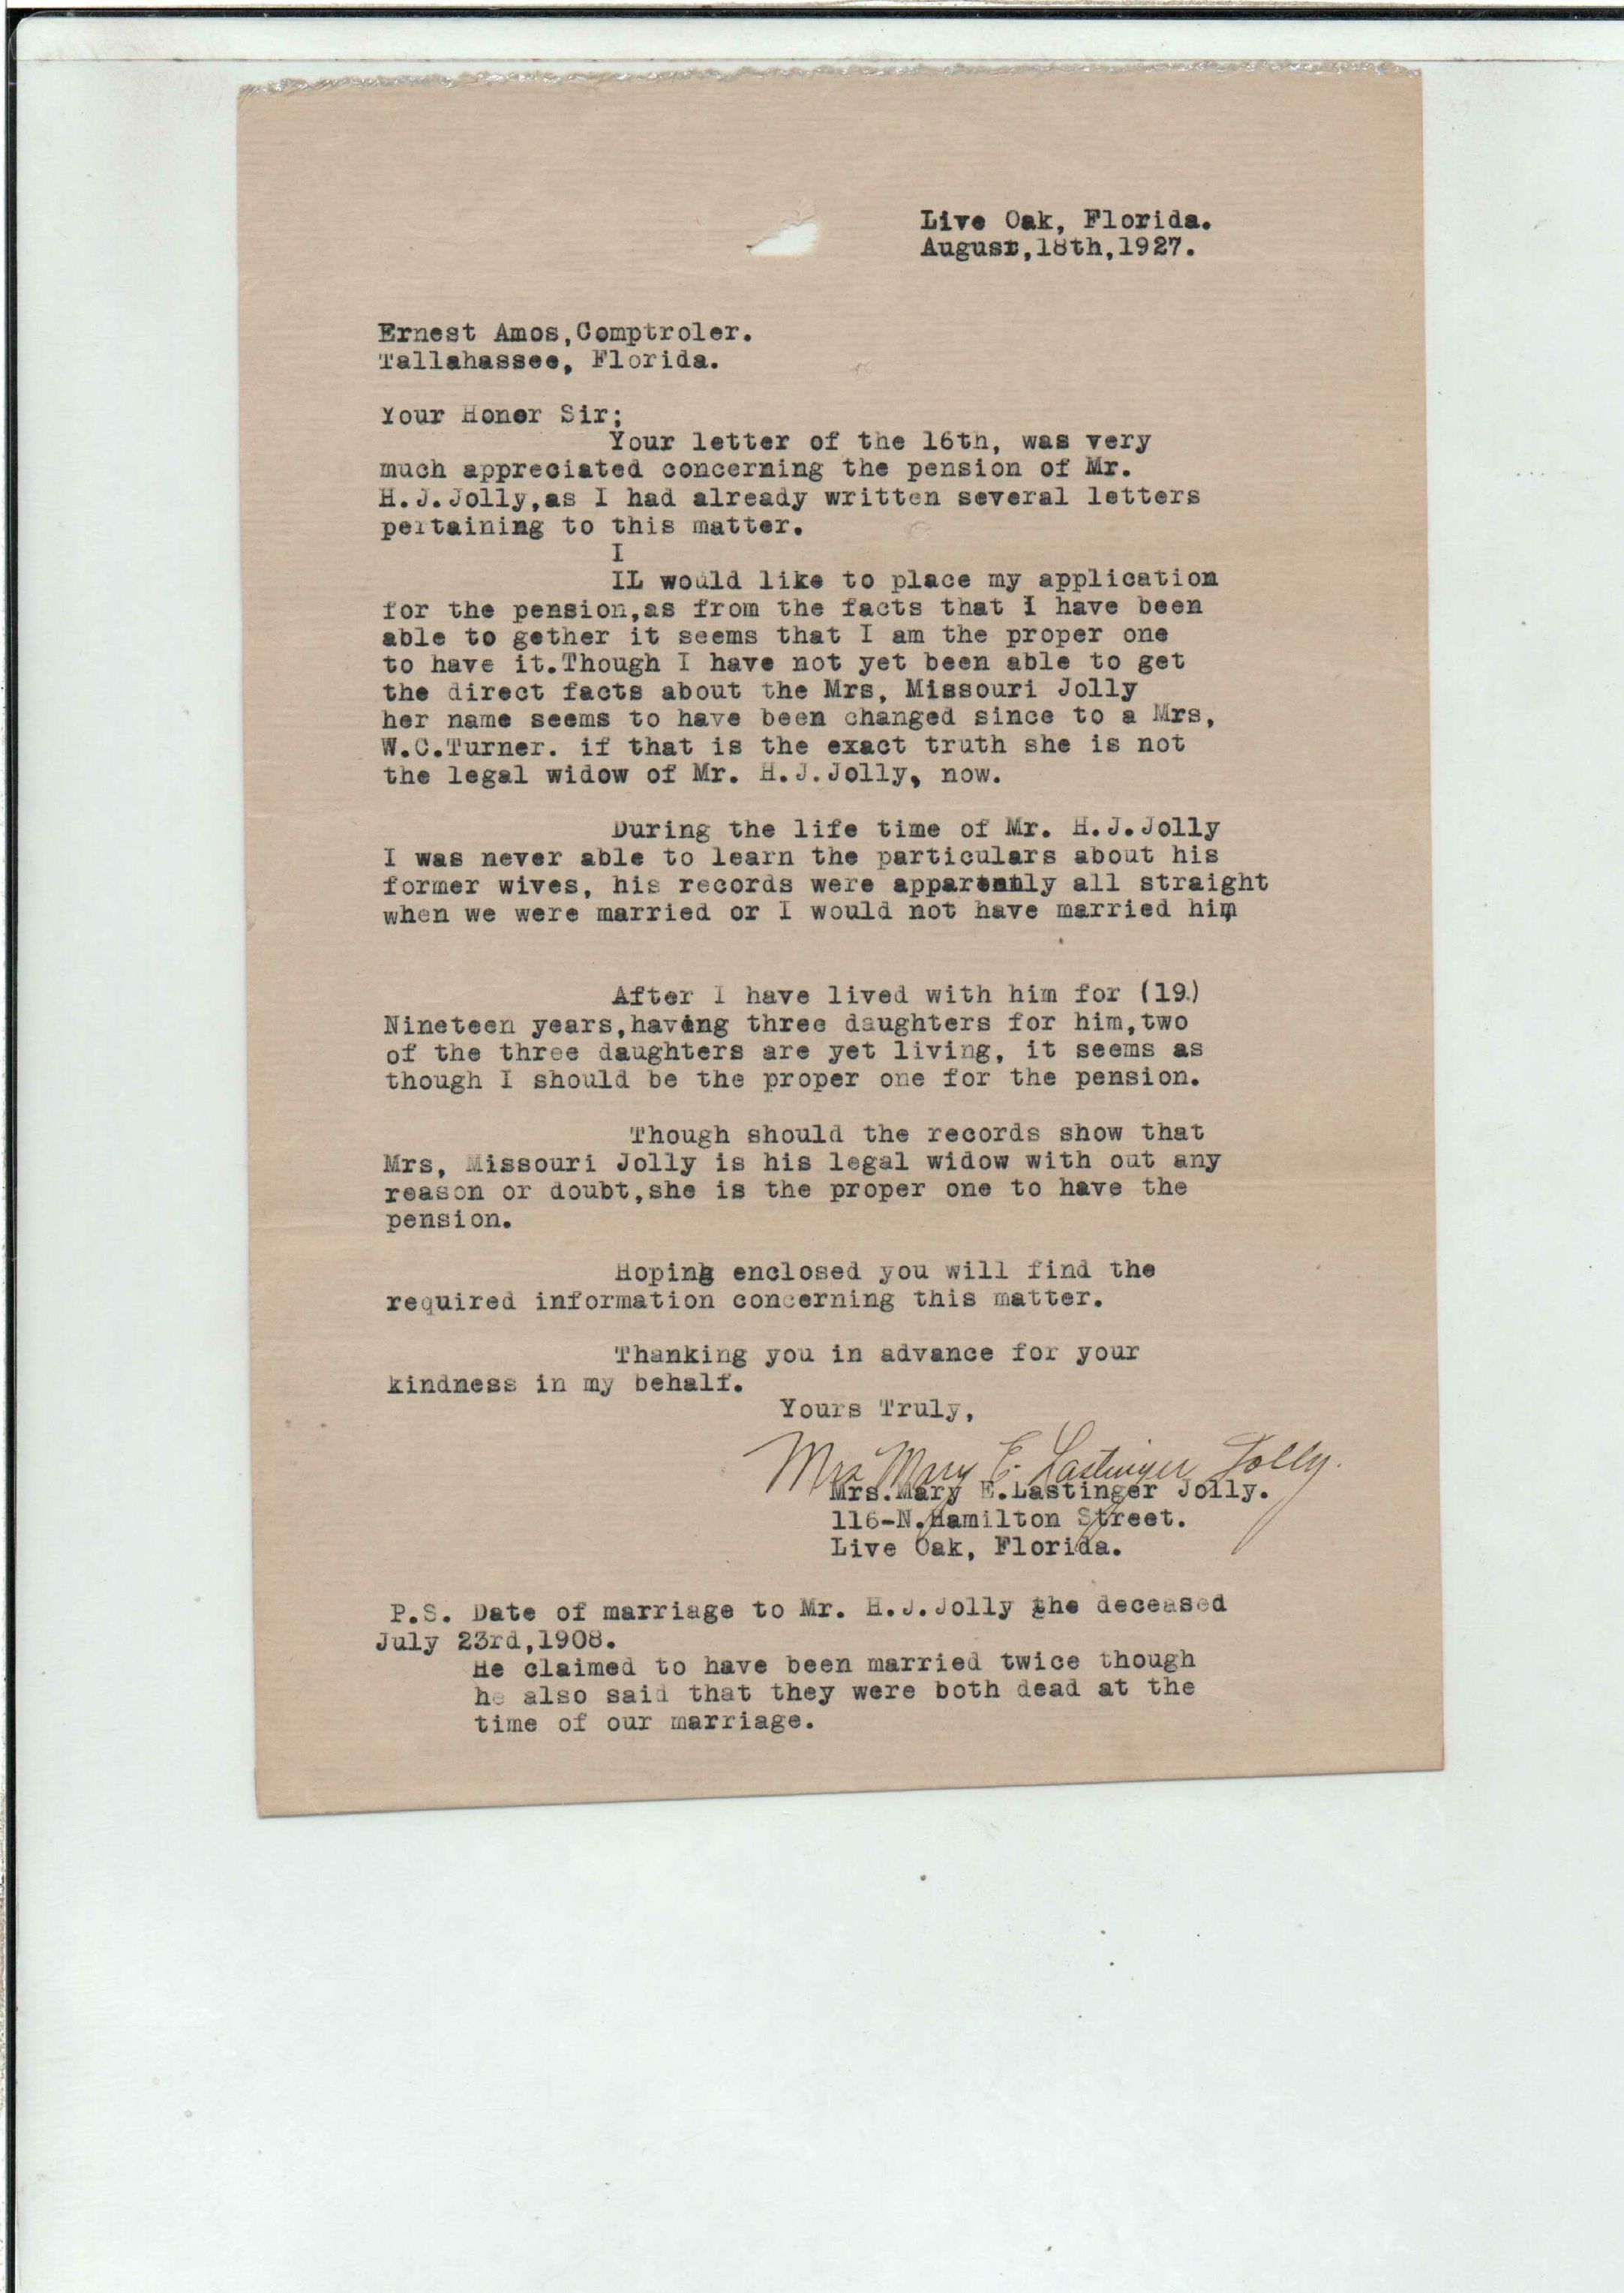 Live Oak, Florida.
August,18th,1927.
Ernest Amos,Comptroler.
Tallahassee, Florida.
Your Honor Sir;
Your letter of the 16th, was very
much appreciated concerning the pension of Mr.
H.J.Jolly,as I had already written several letters
pertaining to this matter.
I
IL would like to place my application
for the pension,as from the facts that I have been
able to gether it seems that I am the proper one
to have it.Though I have not yet been able to get
the direct facts about the Mrs, Missouri Jolly
her name seems to have been changed since to a Mrs,
W.C.Turner. if that is the exact truth she is not
the legal widow of Mr. H.J.Jolly, now.
During the life time of Mr. H.J.Jolly
I was never able to learn the particulars about his
former wives, his records were apparently all straight
when we were married or I would not have married him
After I have lived with him for (19.)
Nineteen years,having three daughters for him,two
of the three daughters are yet living, it seems as
though I should be the proper one for the pension.
Though should the records show that
Mrs, Missouri Jolly is his legal widow with out any
reason or doubt,she is the proper one to have the
pension.
Hoping enclosed you will find the
required information concerning this matter.
Thanking you in advance for your
kindness in my behalf.
Yours Truly,
Mrs Mary E. Lastinger Jolly.
Mrs.Mary E.Lastinger Jolly.
116-N.Hamilton Street.
Live Oak, Florida.
P.S. Date of marriage to Mr. H.J.Jolly the deceased
July 23rd,1908.
He claimed to have been married twice though
he also said that they were both dead at the
time of our marriage.